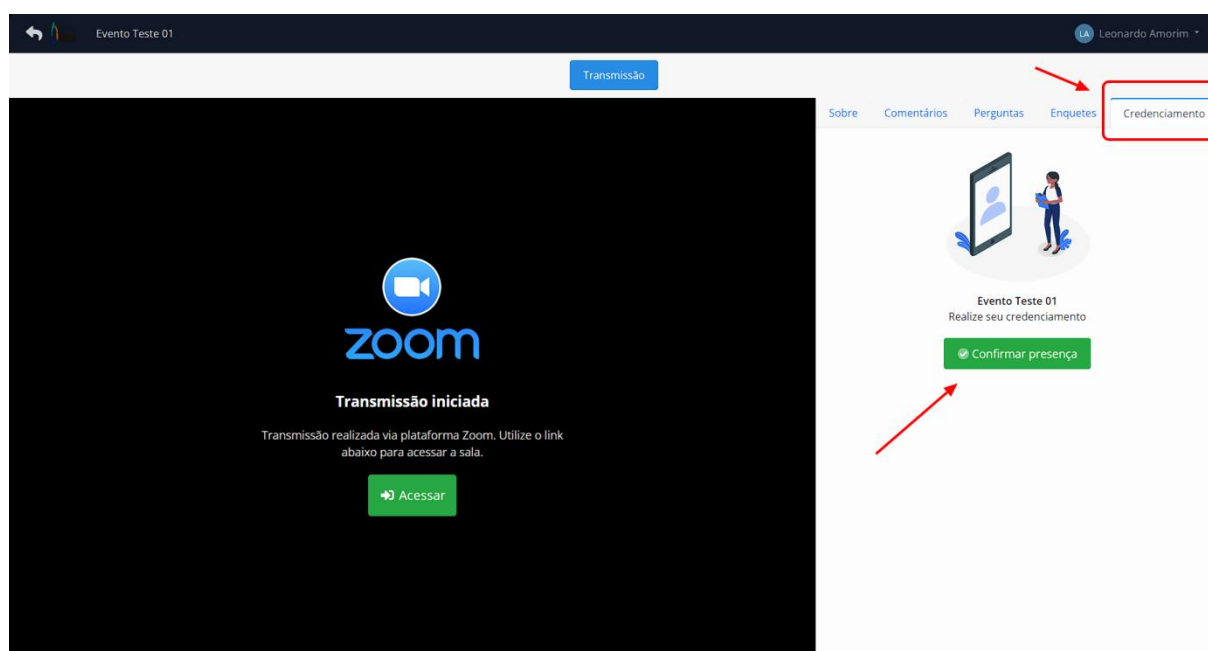 Evento Teste 01
LA Leonardo Amorim
Transmissão
Sobre Comentários Perguntas Enquetes Credenciamento
zoom
Transmissão iniciada
Transmissão realizada via plataforma Zoom. Utilize o link
abaixo para acessar a sala.
Acessar
Evento Teste 01
Realize seu credenciamento
Confirmar presença